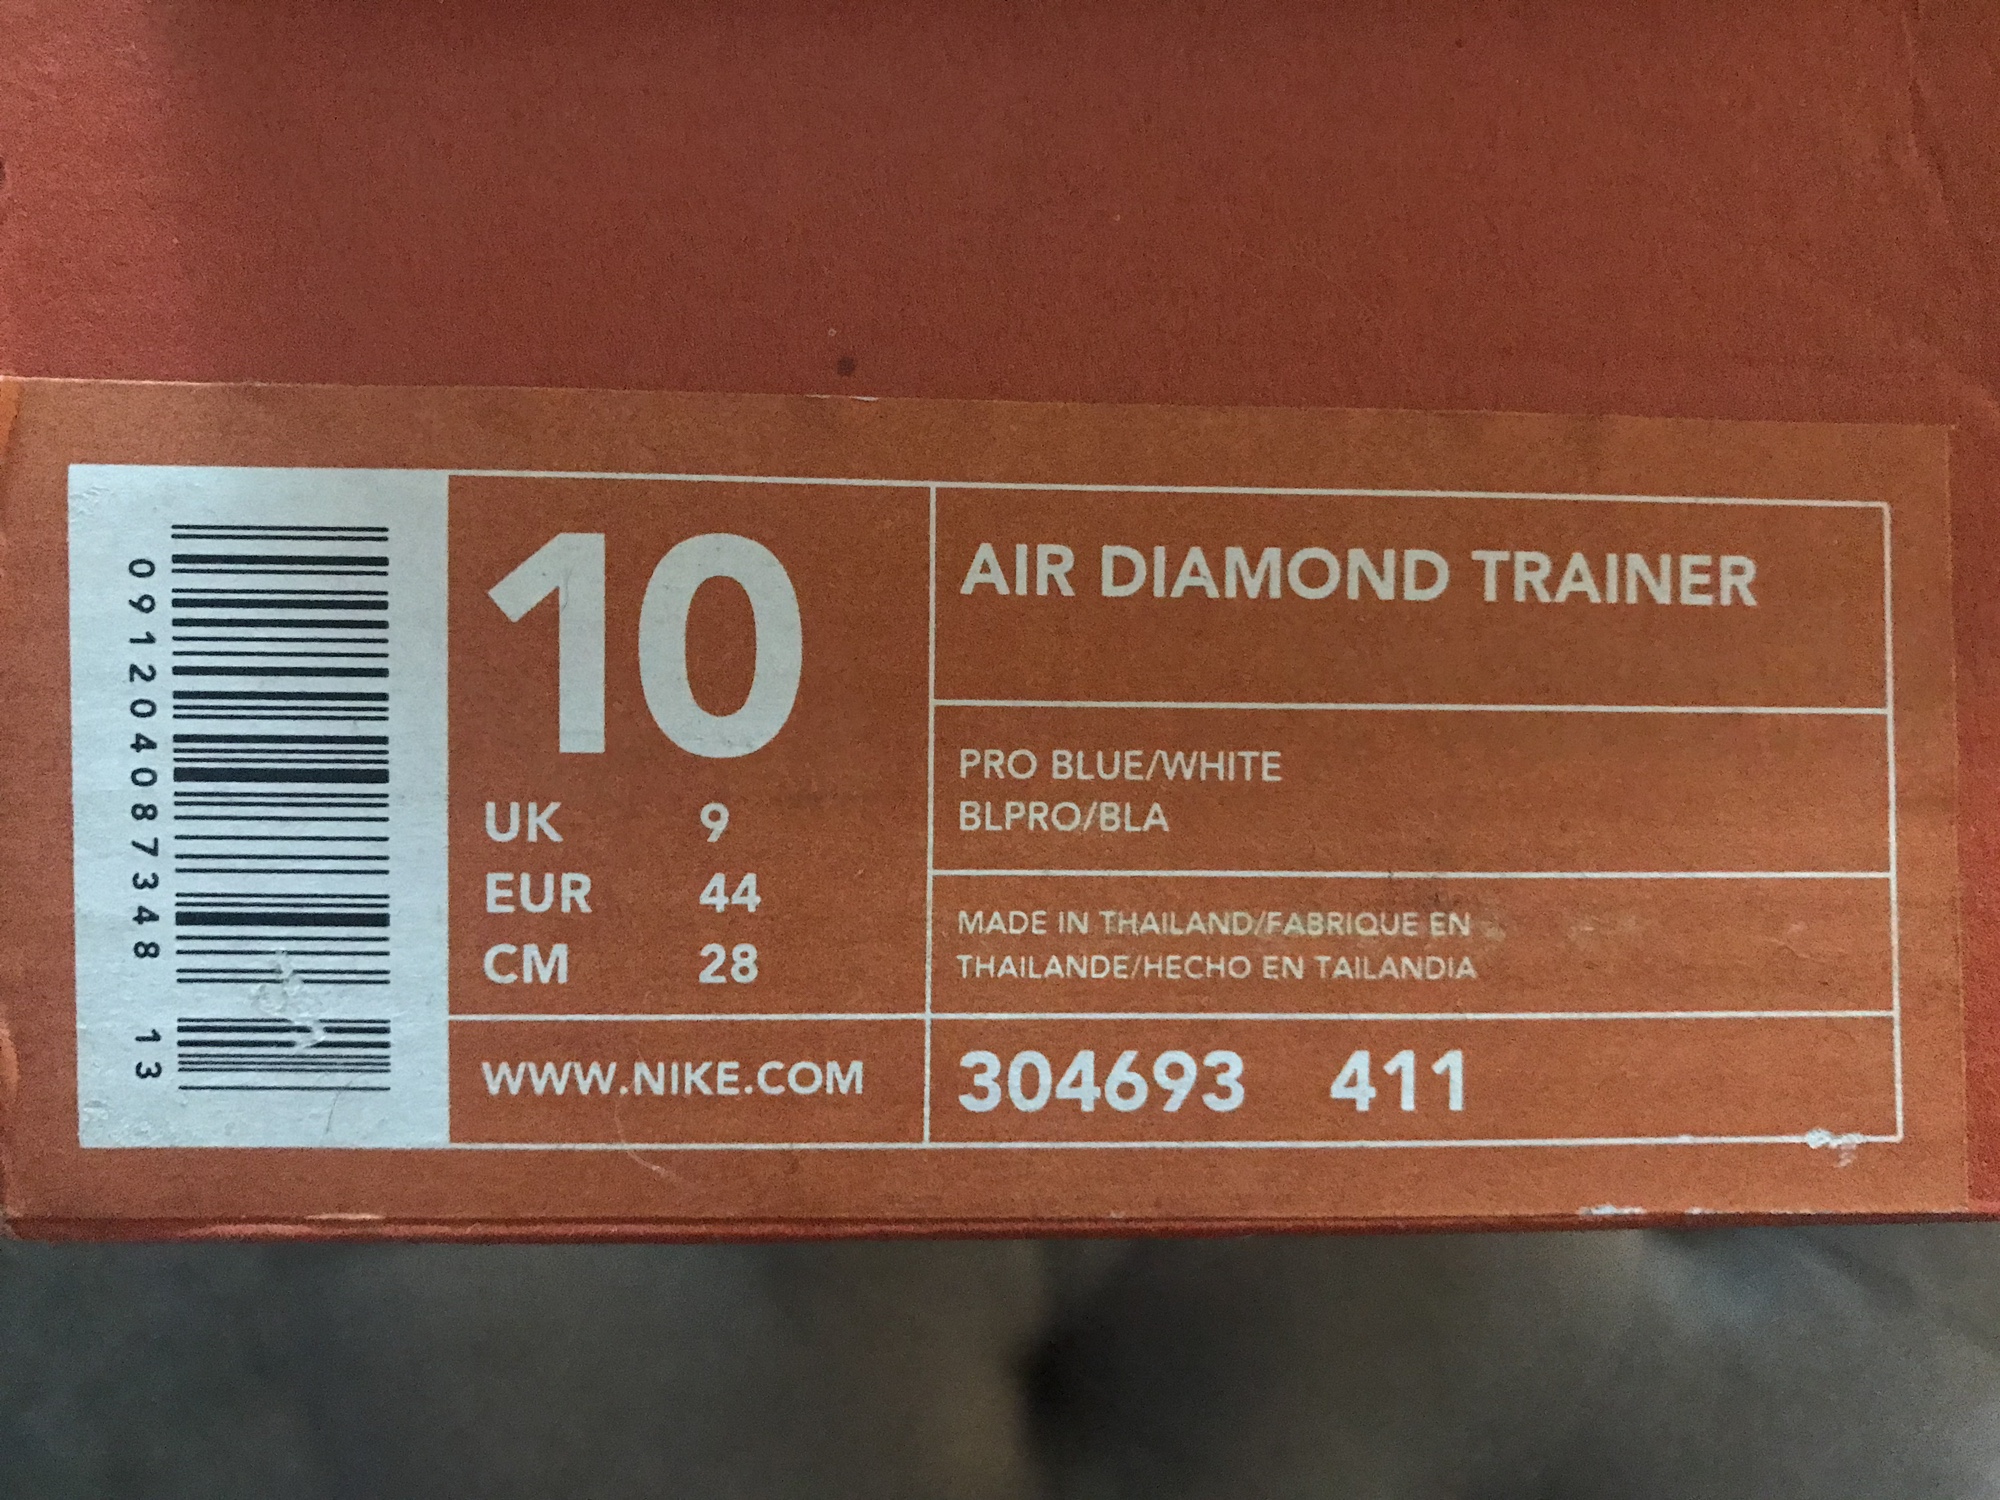 091204087348 13
10
UK 9
EUR 44
CM 28
WWW.NIKE.COM
AIR DIAMOND TRAINER
PRO BLUE/WHITE
BLPRO/BLA
MADE IN THAILAND/FABRIQUE EN
THAILANDE/HECHO EN TAILANDIA
304693 411